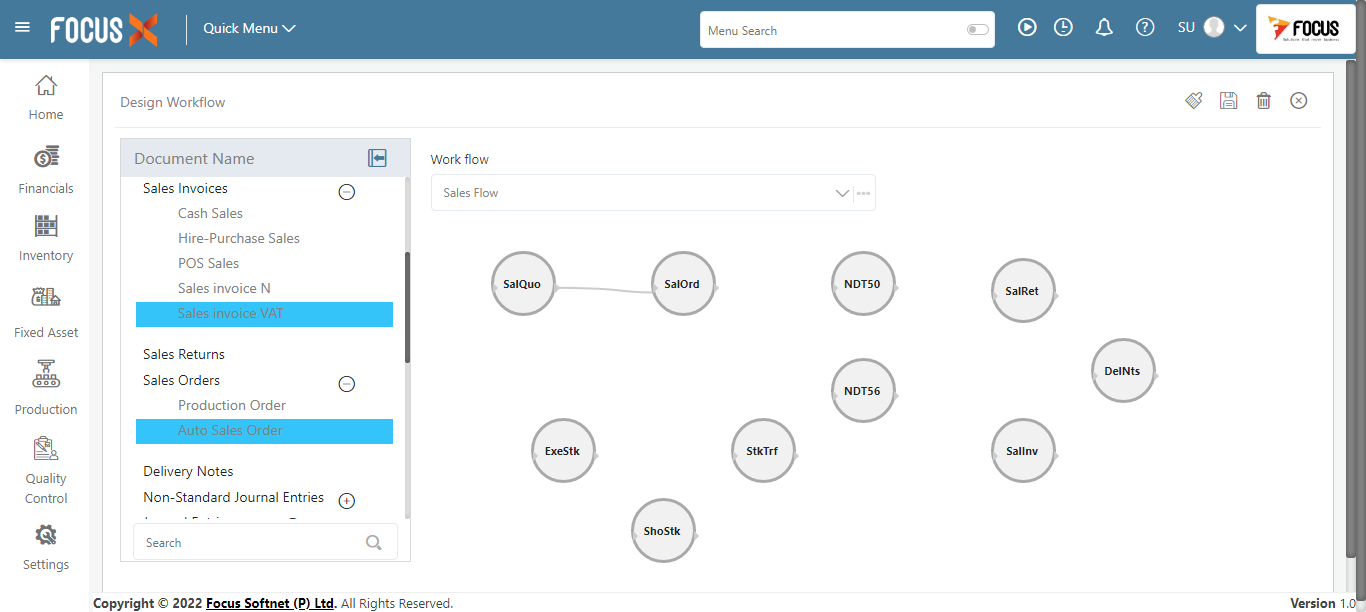 FOCUS X
Quick Menu
Menu Search
SU
FOCUS
Home
Financials
Inventory
Fixed Asset
Production
Quality
Control
Settings
Design Workflow
Document Name
Sales Invoices
Cash Sales
Hire-Purchase Sales
POS Sales
Sales invoice N
Sales invoice VAT
Sales Returns
Sales Orders
Production Order
Auto Sales Order
Delivery Notes
Non-Standard Journal Entries
Search
Work flow
Sales Flow
SalQuo
SalOrd
NDT50
SalRet
DelNts
NDT56
ExeStk
StkTrf
SalInv
ShoStk
Copyright © 2022 Focus Softnet (P) Ltd. All Rights Reserved.
Version 1.0